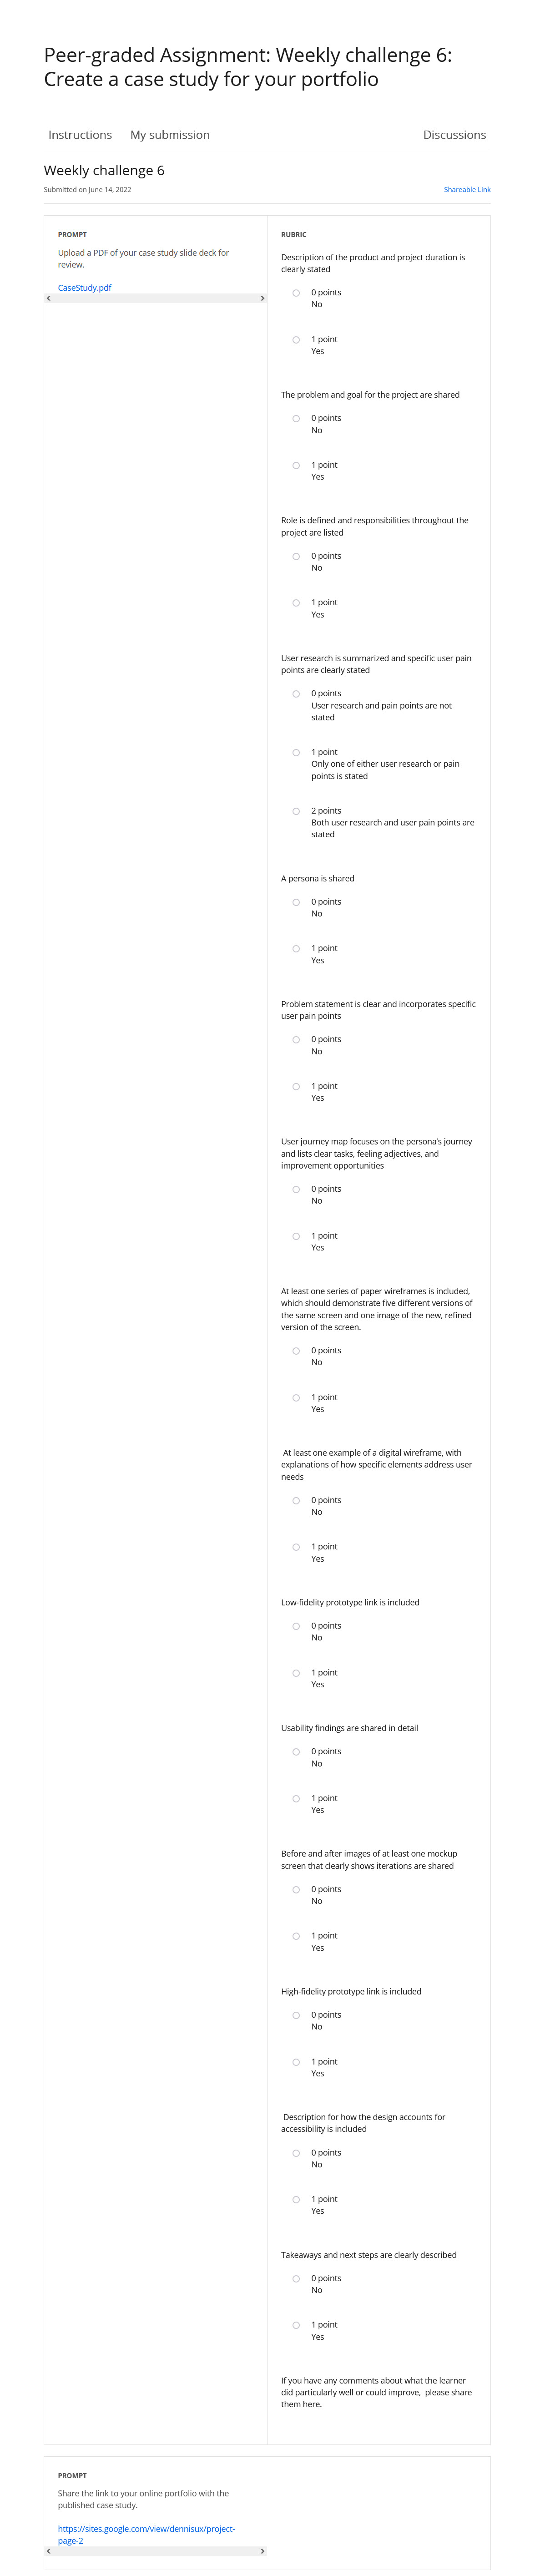 Peer-graded Assignment: Weekly challenge 6:
Create a case study for your portfolio
Instructions
My submission
Discussions
Weekly challenge 6
Submitted on June 14, 2022
Shareable Link
PROMPT
Upload a PDF of your case study slide deck for
review.
CaseStudy.pdf
RUBRIC
Description of the product and project duration is
clearly stated
0 points
No
1 point
Yes
The problem and goal for the project are shared
0 points
No
1 point
Yes
Role is defined and responsibilities throughout the
project are listed
0 points
No
1 point
Yes
User research is summarized and specific user pain
points are clearly stated
0 points
User research and pain points are not
stated
1 point
Only one of either user research or pain
points is stated
2 points
Both user research and user pain points are
stated
A persona is shared
0 points
No
1 point
Yes
Problem statement is clear and incorporates specific
user pain points
0 points
No
1 point
Yes
User journey map focuses on the persona's journey
and lists clear tasks, feeling adjectives, and
improvement opportunities
0 points
No
1 point
Yes
At least one series of paper wireframes is included,
which should demonstrate five different versions of
the same screen and one image of the new, refined
version of the screen.
0 points
No
1 point
Yes
At least one example of a digital wireframe, with
explanations of how specific elements address user
needs
0 points
No
1 point
Yes
Low-fidelity prototype link is included
0 points
No
1 point
Yes
Usability findings are shared in detail
0 points
No
1 point
Yes
Before and after images of at least one mockup
screen that clearly shows iterations are shared
0 points
No
1 point
Yes
High-fidelity prototype link is included
0 points
No
1 point
Yes
Description for how the design accounts for
accessibility is included
0 points
No
1 point
Yes
Takeaways and next steps are clearly described
0 points
No
1 point
Yes
If you have any comments about what the learner
did particularly well or could improve, please share
them here.
PROMPT
Share the link to your online portfolio with the
published case study.
https://sites.google.com/view/dennisux/project-
page-2